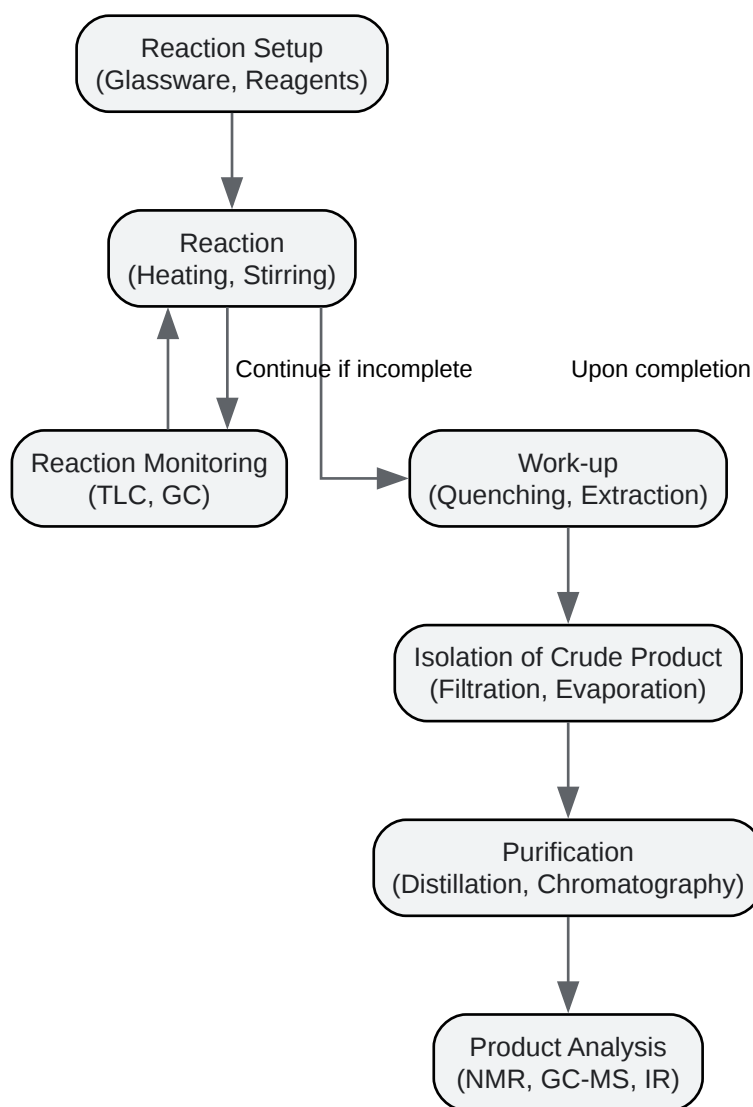 Reaction Setup
(Glassware, Reagents)
Reaction
(Heating, Stirring)
Continue if incomplete
Upon completion
Reaction Monitoring
(TLC, GC)
Work-up
(Quenching, Extraction)
Isolation of Crude Product
(Filtration, Evaporation)
Purification
(Distillation, Chromatography)
Product Analysis
(NMR, GC-MS, IR)